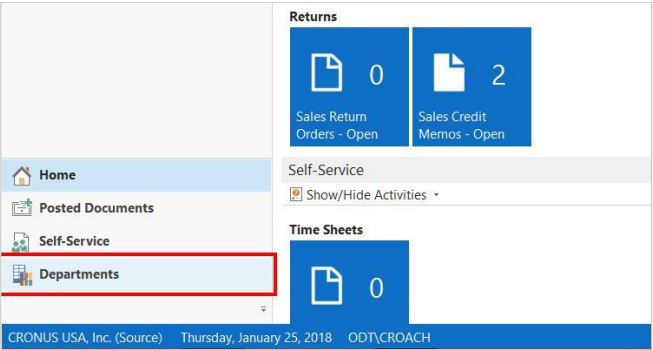 Returns
0
2
Sales Return
Orders - Open
Sales Credit
Memos - Open
Home
Posted Documents
Self-Service
Departments
Self-Service
Show/Hide Activities
Time Sheets
0
CRONUS USA, Inc. (Source) Thursday, January 25, 2018 ODT\CROACH